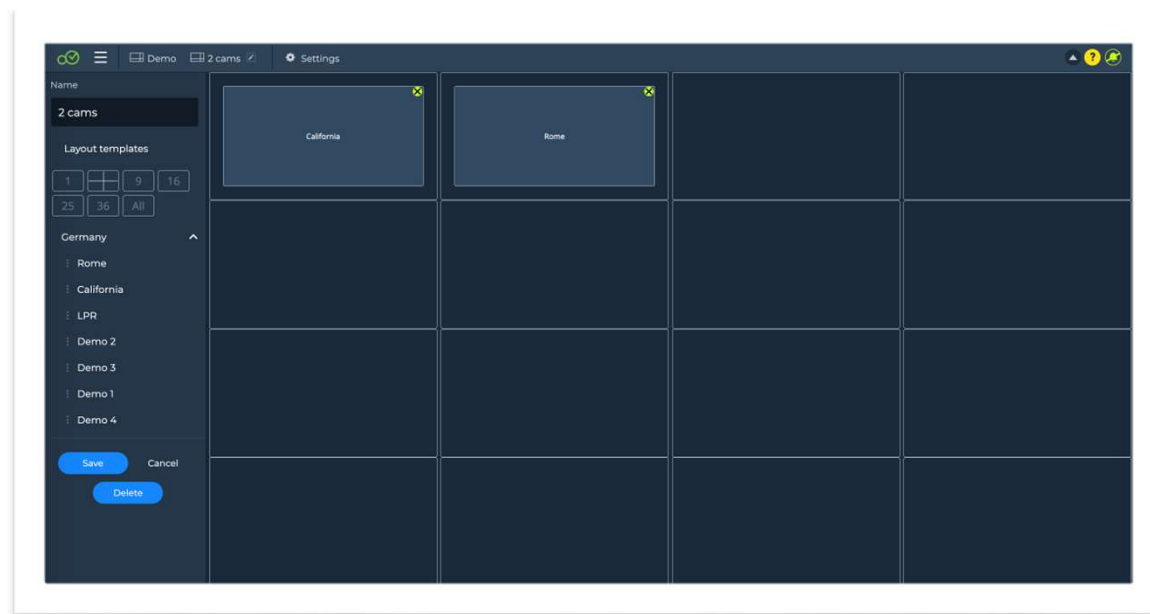 Demo 2 cams Settings ?
Name
2 cams
Layout templates
1 9 16
25 36 All
Germany
Rome
California
LPR
Demo 2
Demo 3
Demo 1
Demo 4
Save Cancel
Delete
California Rome